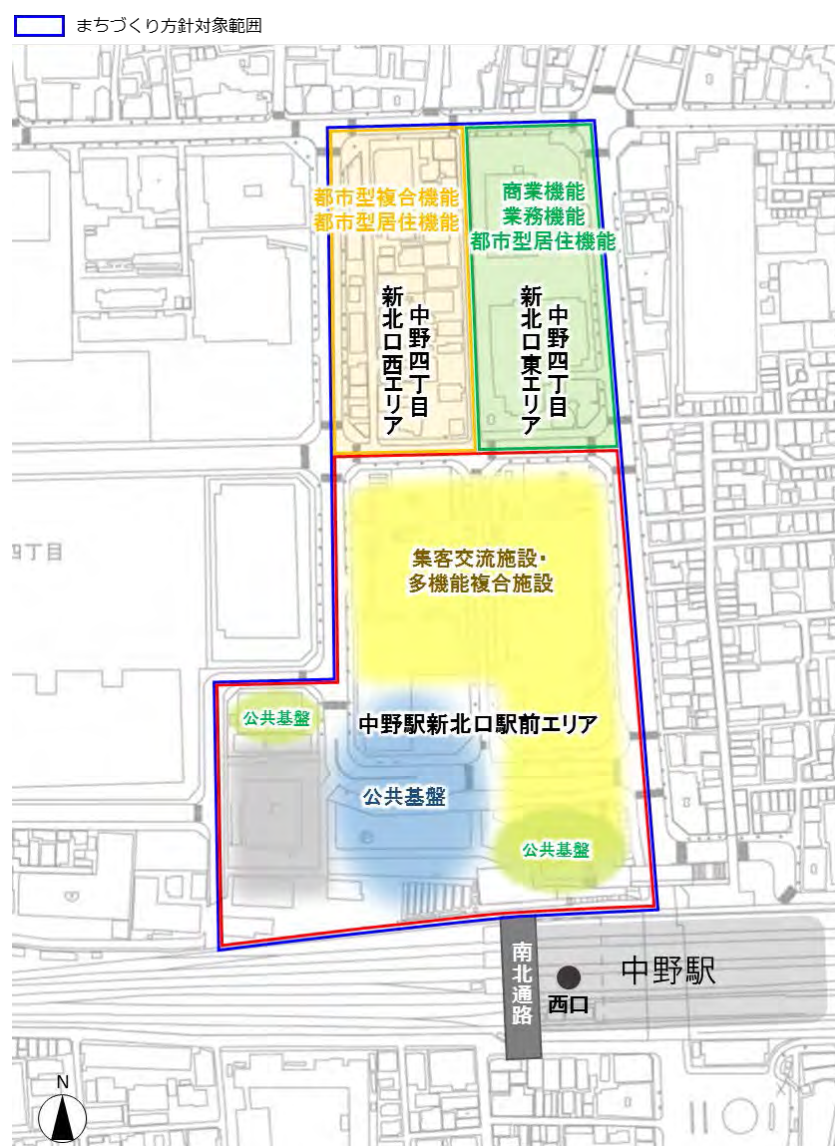 まちづくり方針対象範囲
都市型複合機能
都市型居住機能
商業機能
業務機能
都市型居住機能
中野四丁目
新北口西エリア
中野四丁目
新北口東エリア
四丁目
集客交流施設・
多機能複合施設
公共基盤
中野駅新北口駅前エリア
公共基盤
公共基盤
南北通路
西口
中野駅
N